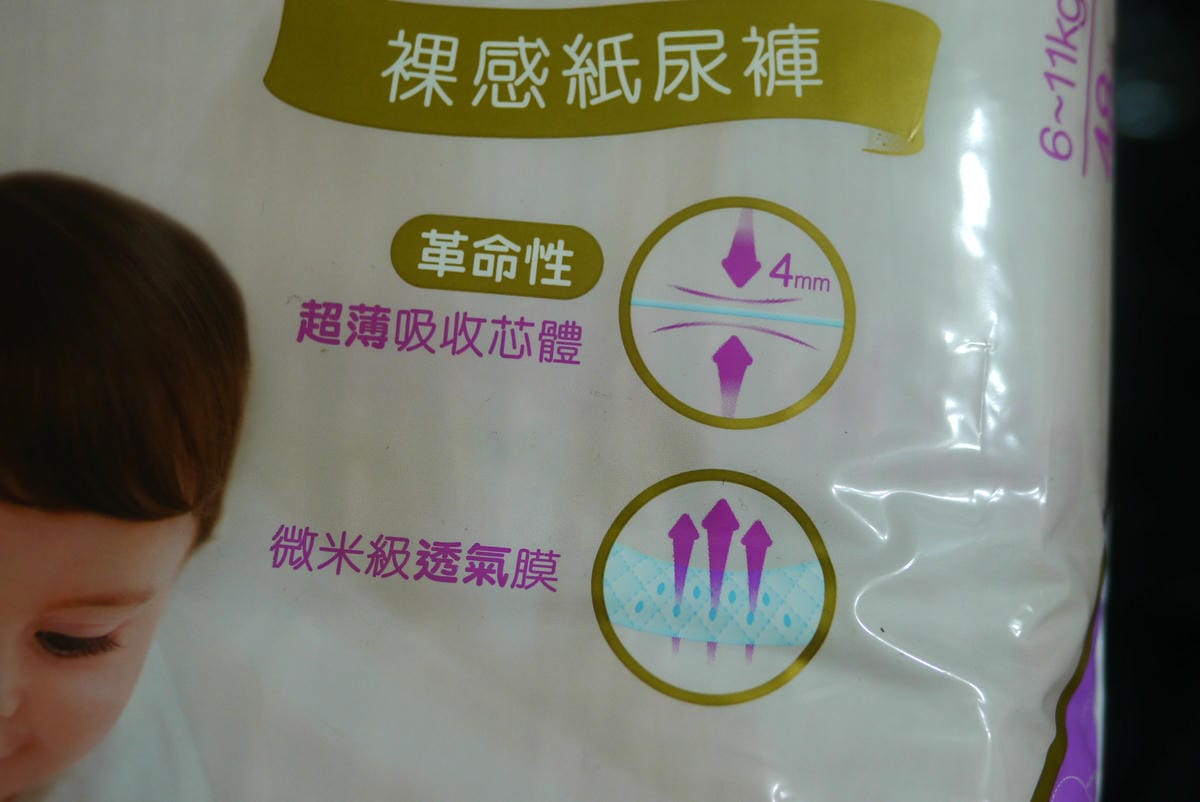 裸感紙尿褲
6~11kg
革命性
4mm
超薄吸收芯體
微米級透氣膜